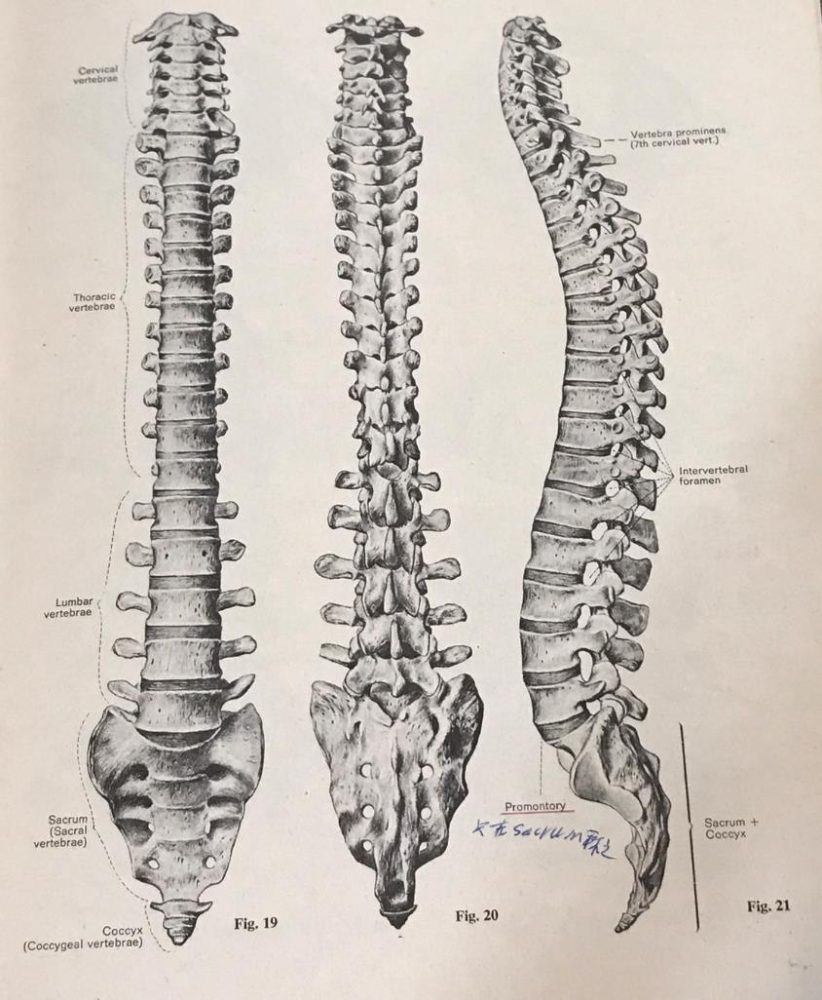 Cervical
vertebrae
Vertebra prominens
(7th cervical vert.)
Thoracic
vertebrae
Intervertebral
foramen
Lumbar
vertebrae
Promontory
sacrum
Sacrum
(Sacral
vertebrae)
Sacrum +
Coccyx
Coccyx
(Coccygeal vertebrae)
Fig. 19
Fig. 20
Fig. 21